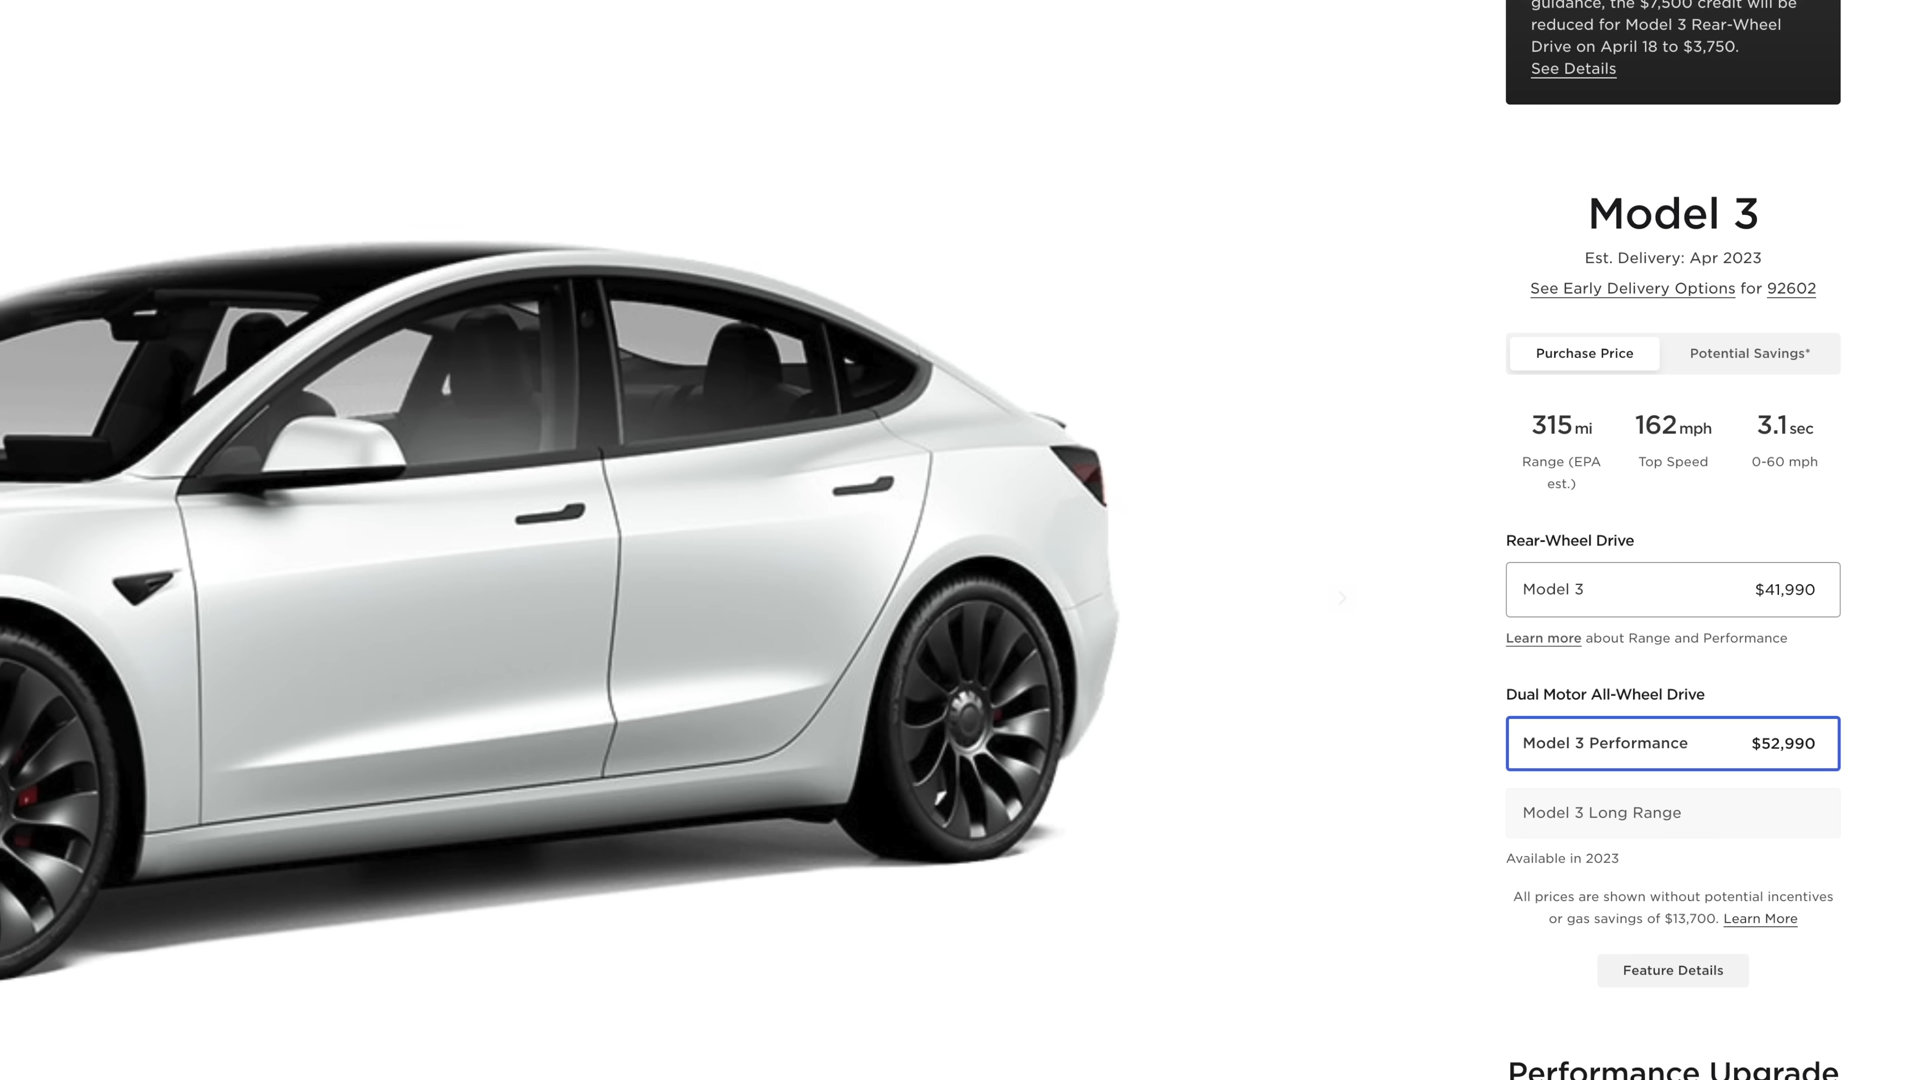 guidance, the $7,500 credit will be
reduced for Model 3 Rear-Wheel
Drive on April 18 to $3,750.
See Details
Model 3
Est. Delivery: Apr 2023
See Early Delivery Options for 92602
Purchase Price
Potential Savings*
315 mi
162 mph
3.1 sec
Range (EPA
est.)
Top Speed
0-60 mph
Rear-Wheel Drive
Model 3 $41,990
Learn more about Range and Performance
Dual Motor All-Wheel Drive
Model 3 Performance $52,990
Model 3 Long Range
Available in 2023
All prices are shown without potential incentives
or gas savings of $13,700. Learn More
Feature Details
Performance Upgrade